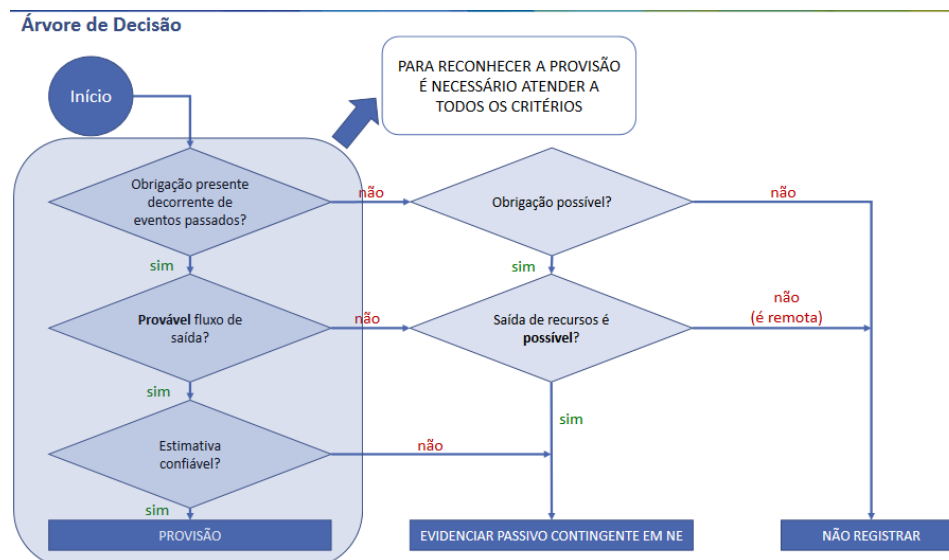 Árvore de Decisão
Início
PARA RECONHECER A PROVISÃO
É NECESSÁRIO ATENDER A
TODOS OS CRITÉRIOS
Obrigação presente
decorrente de
eventos passados?
não
Obrigação possível?
não
sim
sim
Provável fluxo de
saída?
não
Saída de recursos é
possível?
não
(é remota)
sim
sim
Estimativa
confiável?
não
sim
PROVISÃO
EVIDENCIAR PASSIVO CONTINGENTE EM NE
NÃO REGISTRAR